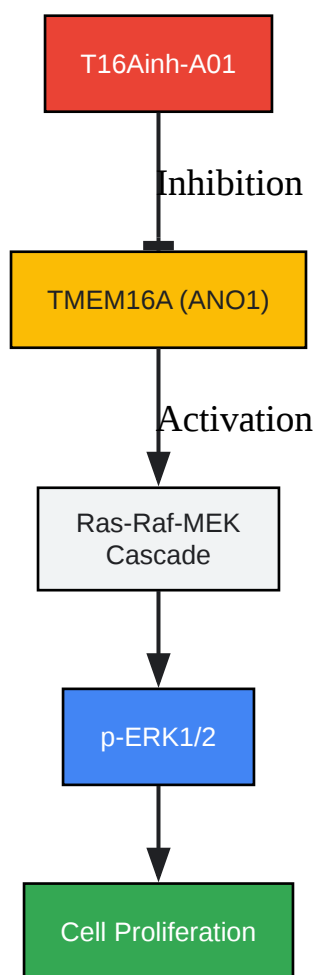 T16Ainh-A01
Inhibition
TMEM16A (ANO1)
Activation
Ras-Raf-MEK
Cascade
p-ERK1/2
Cell Proliferation